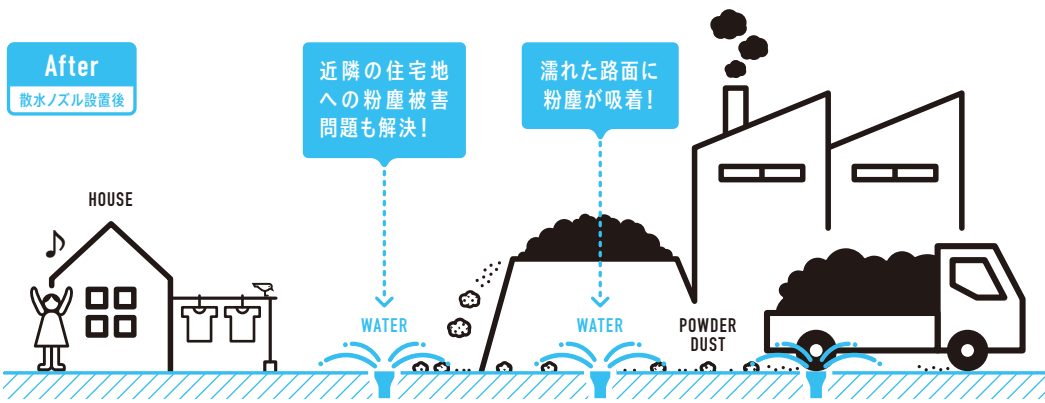 After
散水ノズル設置後
近隣の住宅地
への粉塵被害
問題も解決！
濡れた路面に
粉塵が吸着！
HOUSE
WATER
WATER
POWDER
DUST